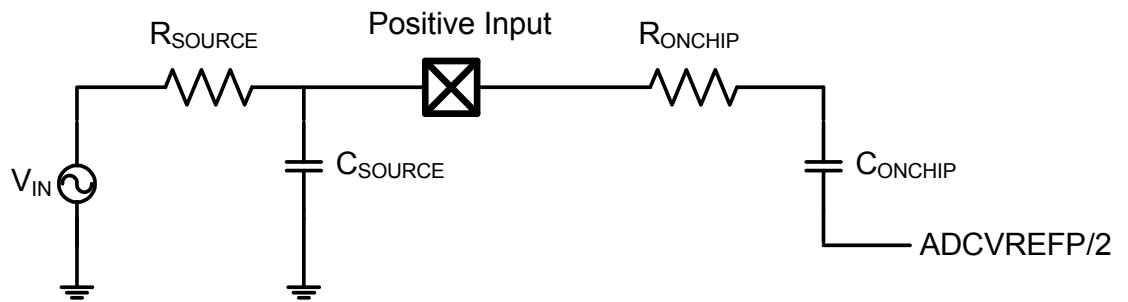 Positive Input
RSOURCE
RONCHIP
VIN
CSOURCE
CONCHIP
ADCVREFP/2